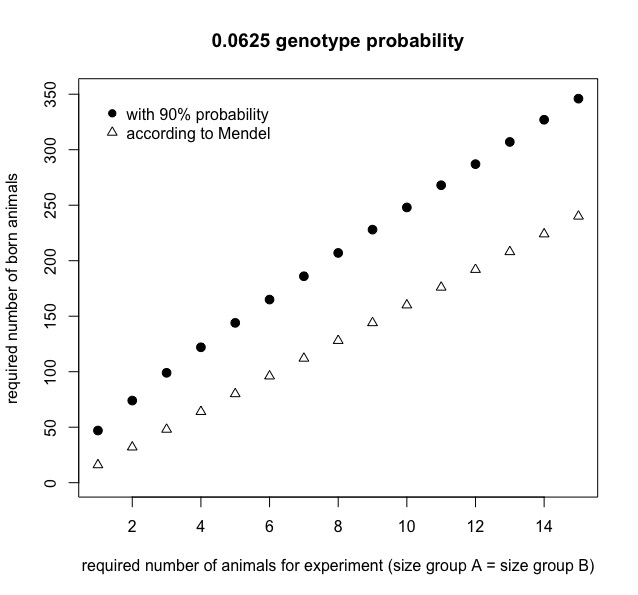 0.0625 genotype probability
with 90% probability
according to Mendel
required number of born animals
350
300
250
200
150
100
50
0
2 4 6 8 10 12 14
required number of animals for experiment (size group A = size group B)